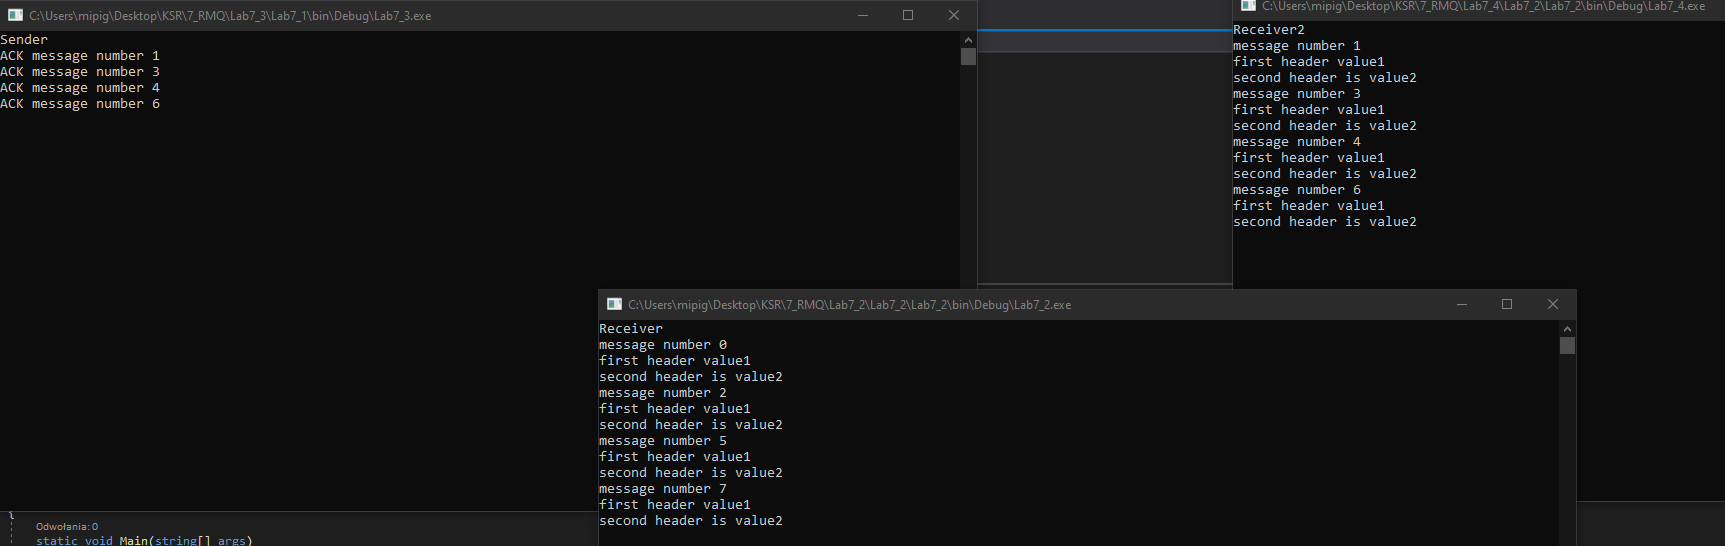 C:\Users\mipig\Desktop\KSR\7_RMQ\Lab7_3\Lab7_1\bin\Debug\Lab7_3.exe
Sender
ACK message number 1
ACK message number 3
ACK message number 4
ACK message number 6
C:\Users\mipig\Desktop\KSR\7_RMQ\Lab7_4\Lab7_2\Lab7_2\bin\Debug\Lab7_4.exe
Receiver2
message number 1
first header value1
second header is value2
message number 3
first header value1
second header is value2
message number 4
first header value1
second header is value2
message number 6
first header value1
second header is value2
C:\Users\mipig\Desktop\KSR\7_RMQ\Lab7_2\Lab7_2\Lab7_2\bin\Debug\Lab7_2.exe
Receiver
message number 0
first header value1
second header is value2
message number 2
first header value1
second header is value2
message number 5
first header value1
second header is value2
message number 7
first header value1
second header is value2
{
Odwołania: 0
static void Main(string[] args)